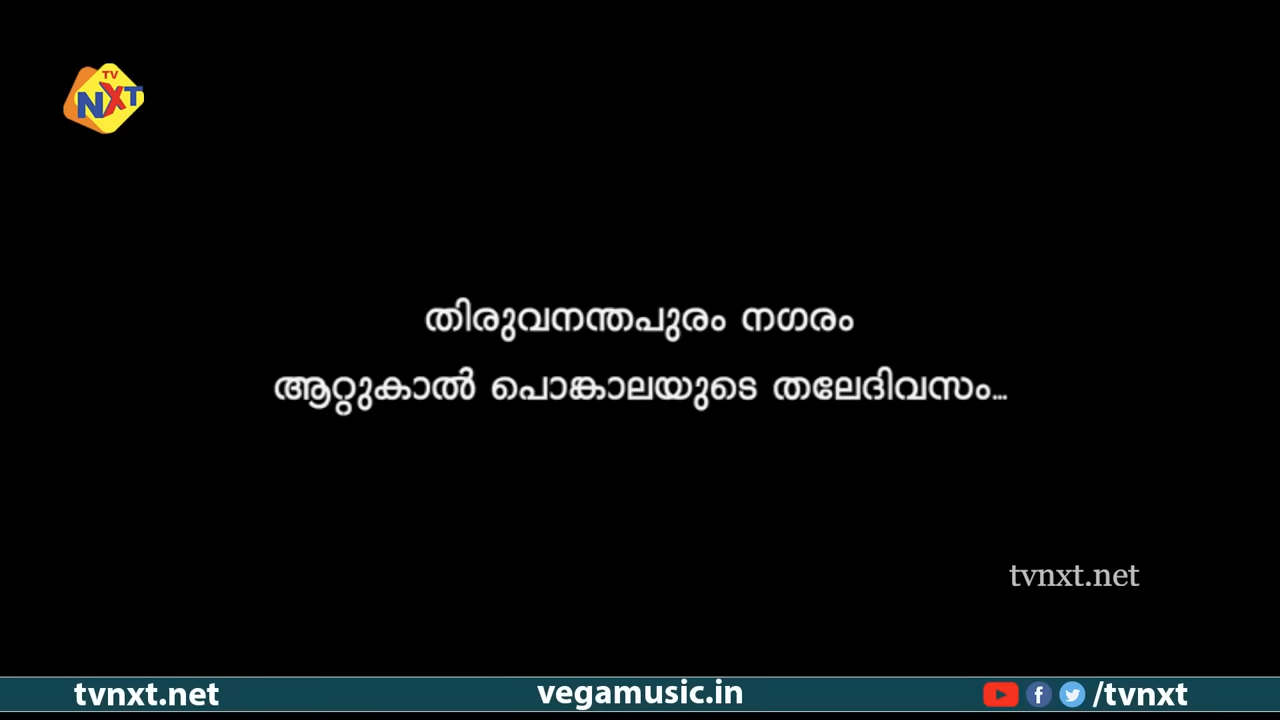 TV
NXT
തിരുവനന്തപുരം നഗരം
ആറ്റുകാൽ പൊങ്കാലയുടെ തലേദിവസം...
tvnxt.net
tvnxt.net vegamusic.in /tvnxt